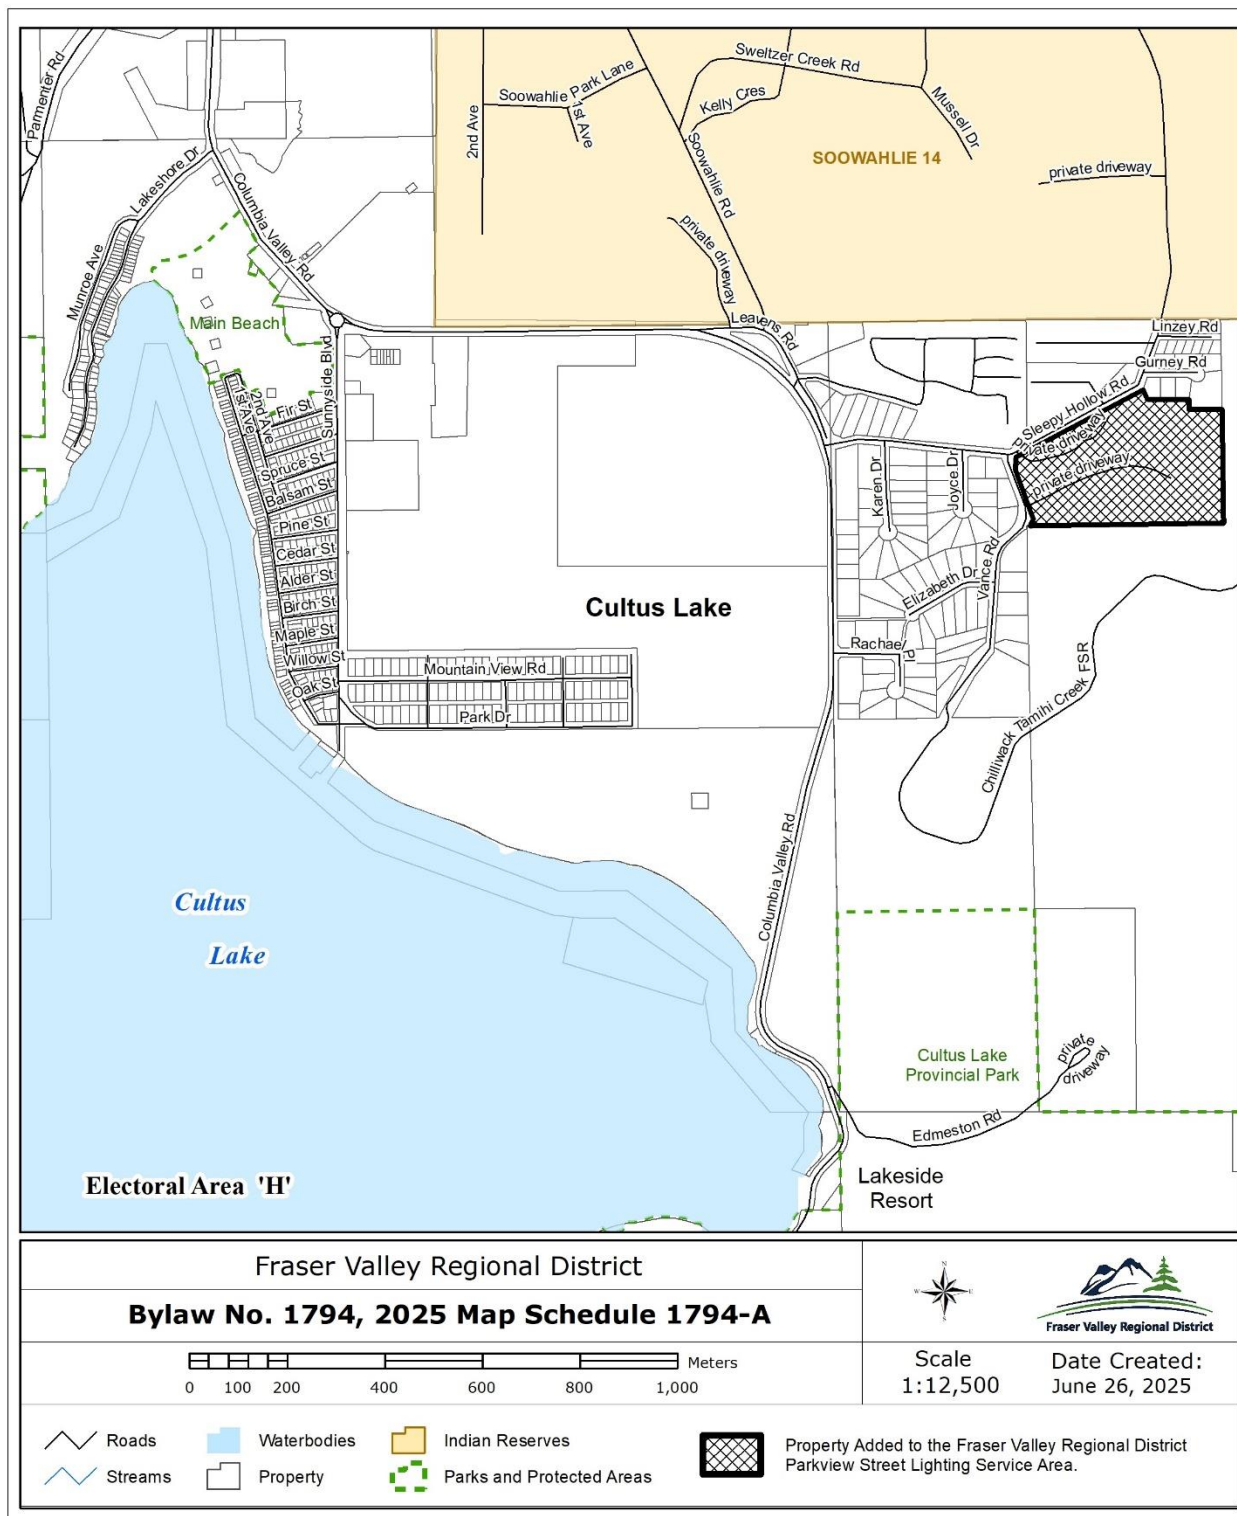 Parmenter Rd
Lakeshore Dr
Munroe Ave
Columbia Valley Rd
Main Beach
2nd Ave
Soowahlie Park Lane
1st Ave
Sweltzer Creek Rd
Kelly Cres
Mussell Dr
Soowahlie Rd
SOOWAHLIE 14
private driveway
private driveway
Leavens Rd
Linzey Rd
Gurney Rd
Sleepy Hollow Rd
private driveway
private driveway
Sunnyside Blvd
1st Ave
2nd Ave
Fir St
Spruce St
Balsam St
Pine St
Cedar St
Alder St
Birch St
Maple St
Willow St
Oak St
Mountain View Rd
Park Dr
Cultus Lake
Karen Dr
Joyce Dr
Elizabeth Dr
Vance Rd
Rachael Pl
Chilliwack Tamihi Creek FSR
Columbia Valley Rd
Cultus
Lake
Cultus Lake
Provincial Park
private
driveway
Edmeston Rd
Lakeside
Resort
Electoral Area 'H'
Fraser Valley Regional District
Bylaw No. 1794, 2025 Map Schedule 1794-A
Meters
0 100 200 400 600 800 1,000
N
W E
S
Fraser Valley Regional District
Scale
1:12,500
Date Created:
June 26, 2025
Roads
Waterbodies
Indian Reserves
Streams
Property
Parks and Protected Areas
Property Added to the Fraser Valley Regional District
Parkview Street Lighting Service Area.